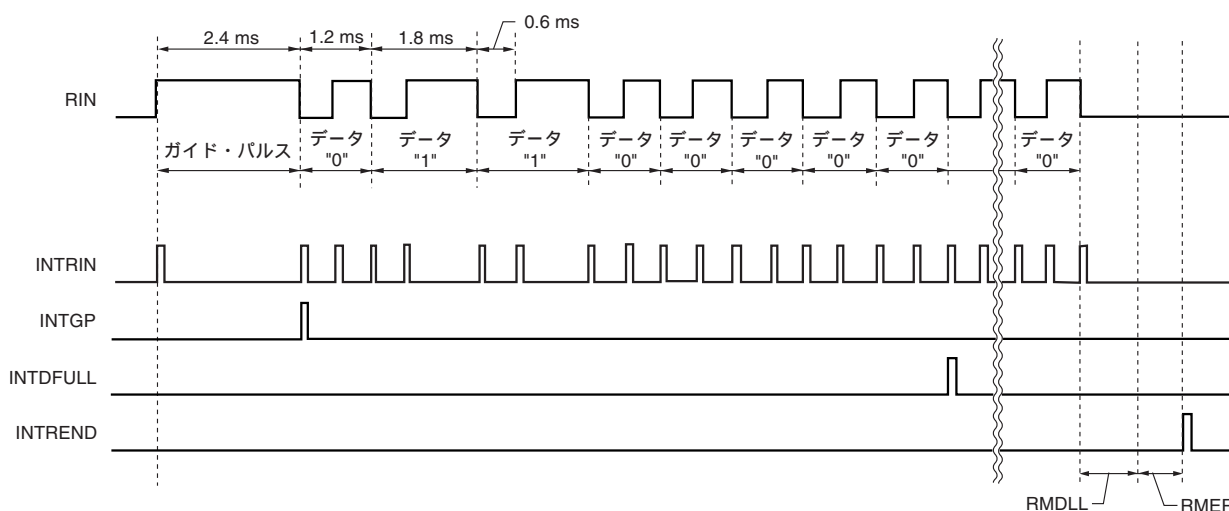 0.6 ms
2.4 ms 1.2 ms 1.8 ms
RIN
ガイド・パルス
データ "0"
データ "1"
データ "1"
データ "0"
データ "0"
データ "0"
データ "0"
データ "0"
データ "0"
INTRIN
INTGP
INTDFULL
INTREND
RMDLL
RMER